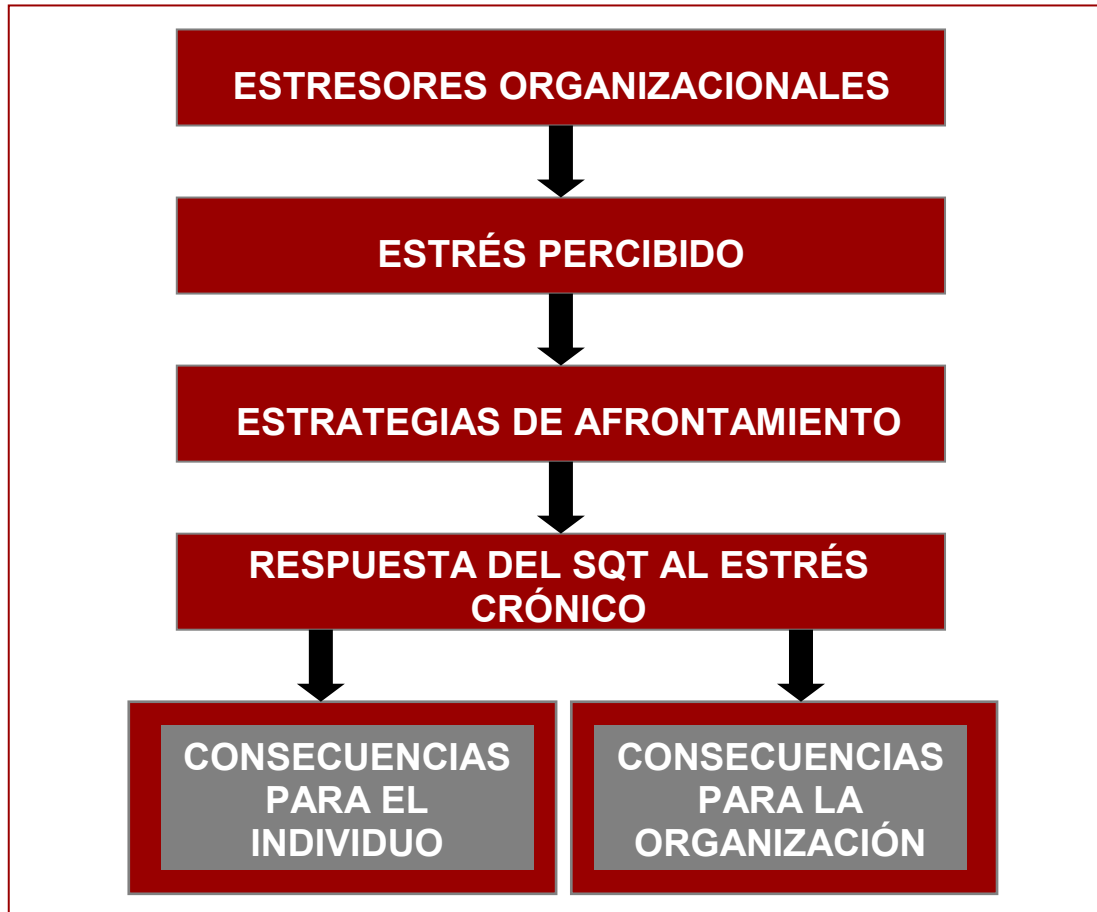 ESTRESORES ORGANIZACIONALES
ESTRÉS PERCIBIDO
ESTRATEGIAS DE AFRONTAMIENTO
RESPUESTA DEL SQT AL ESTRÉS
CRÓNICO
CONSECUENCIAS
PARA EL
INDIVIDUO
CONSECUENCIAS
PARA LA
ORGANIZACIÓN